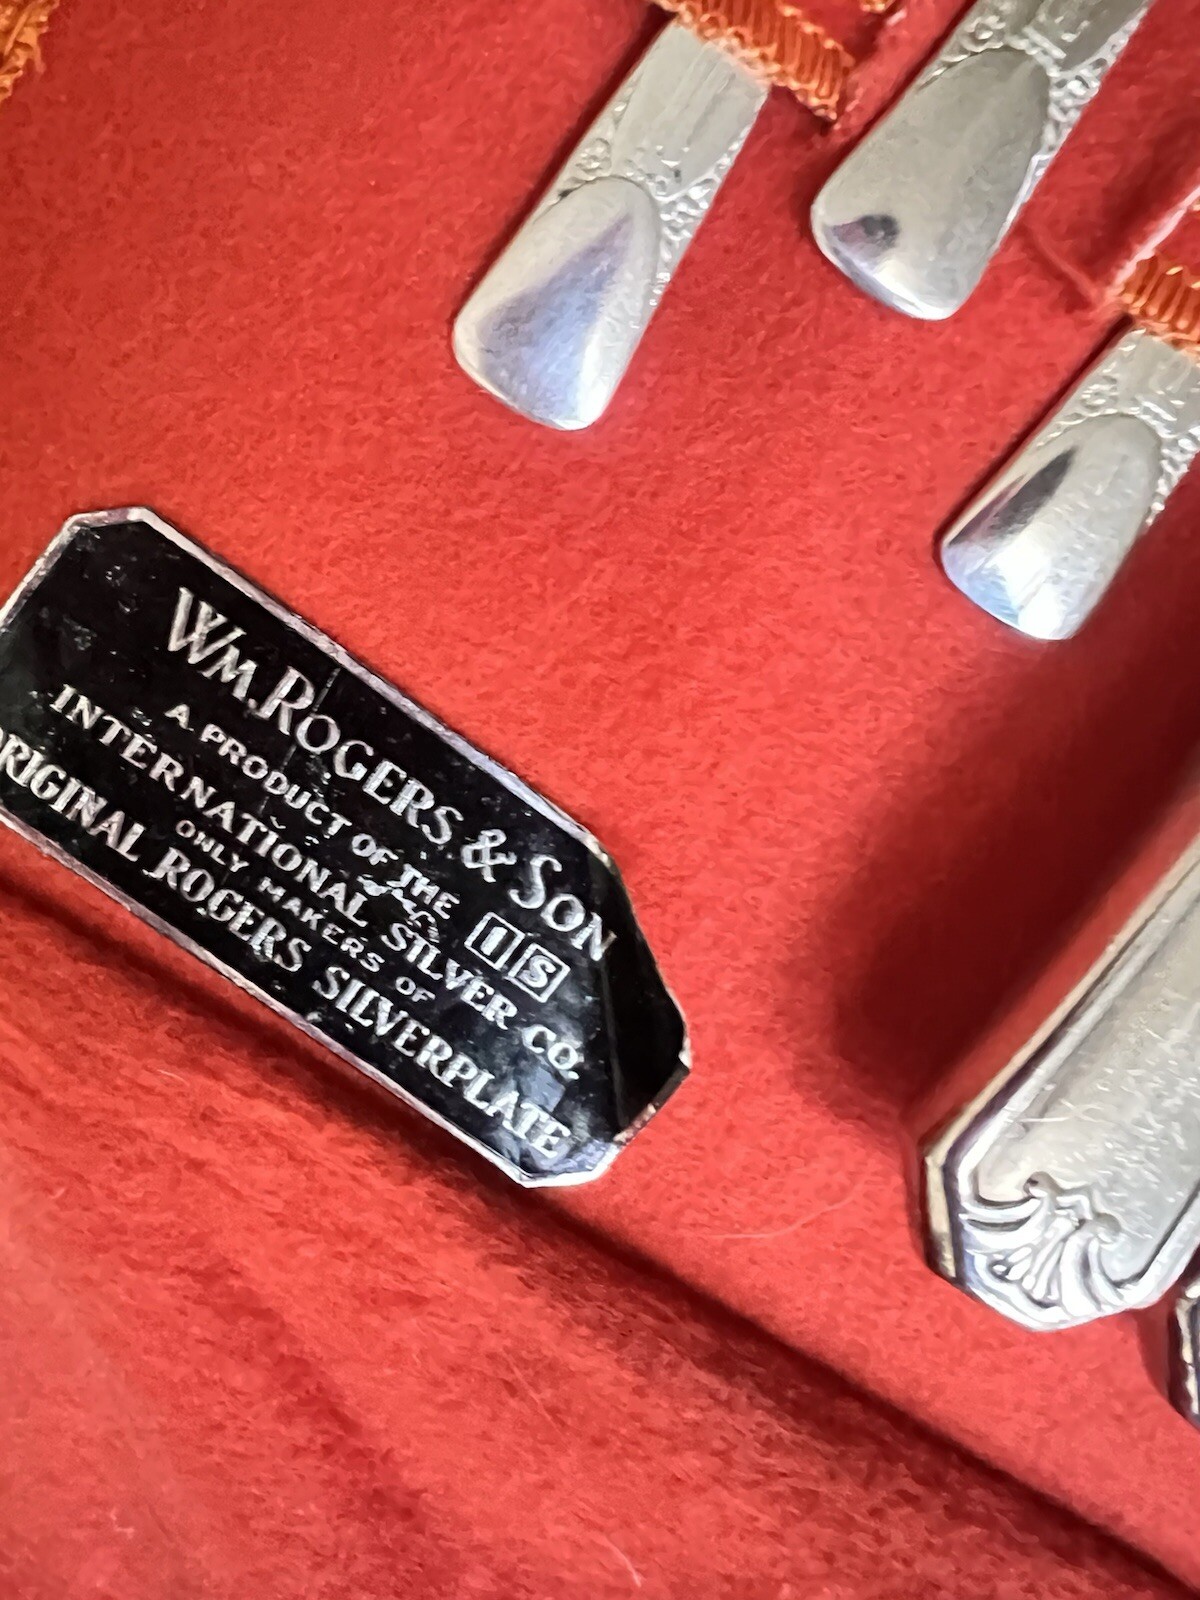 WM. ROGERS & SON
A PRODUCT OF THE IS
INTERNATIONAL SILVER CO.
ONLY MAKERS OF
ORIGINAL ROGERS SILVERPLATE